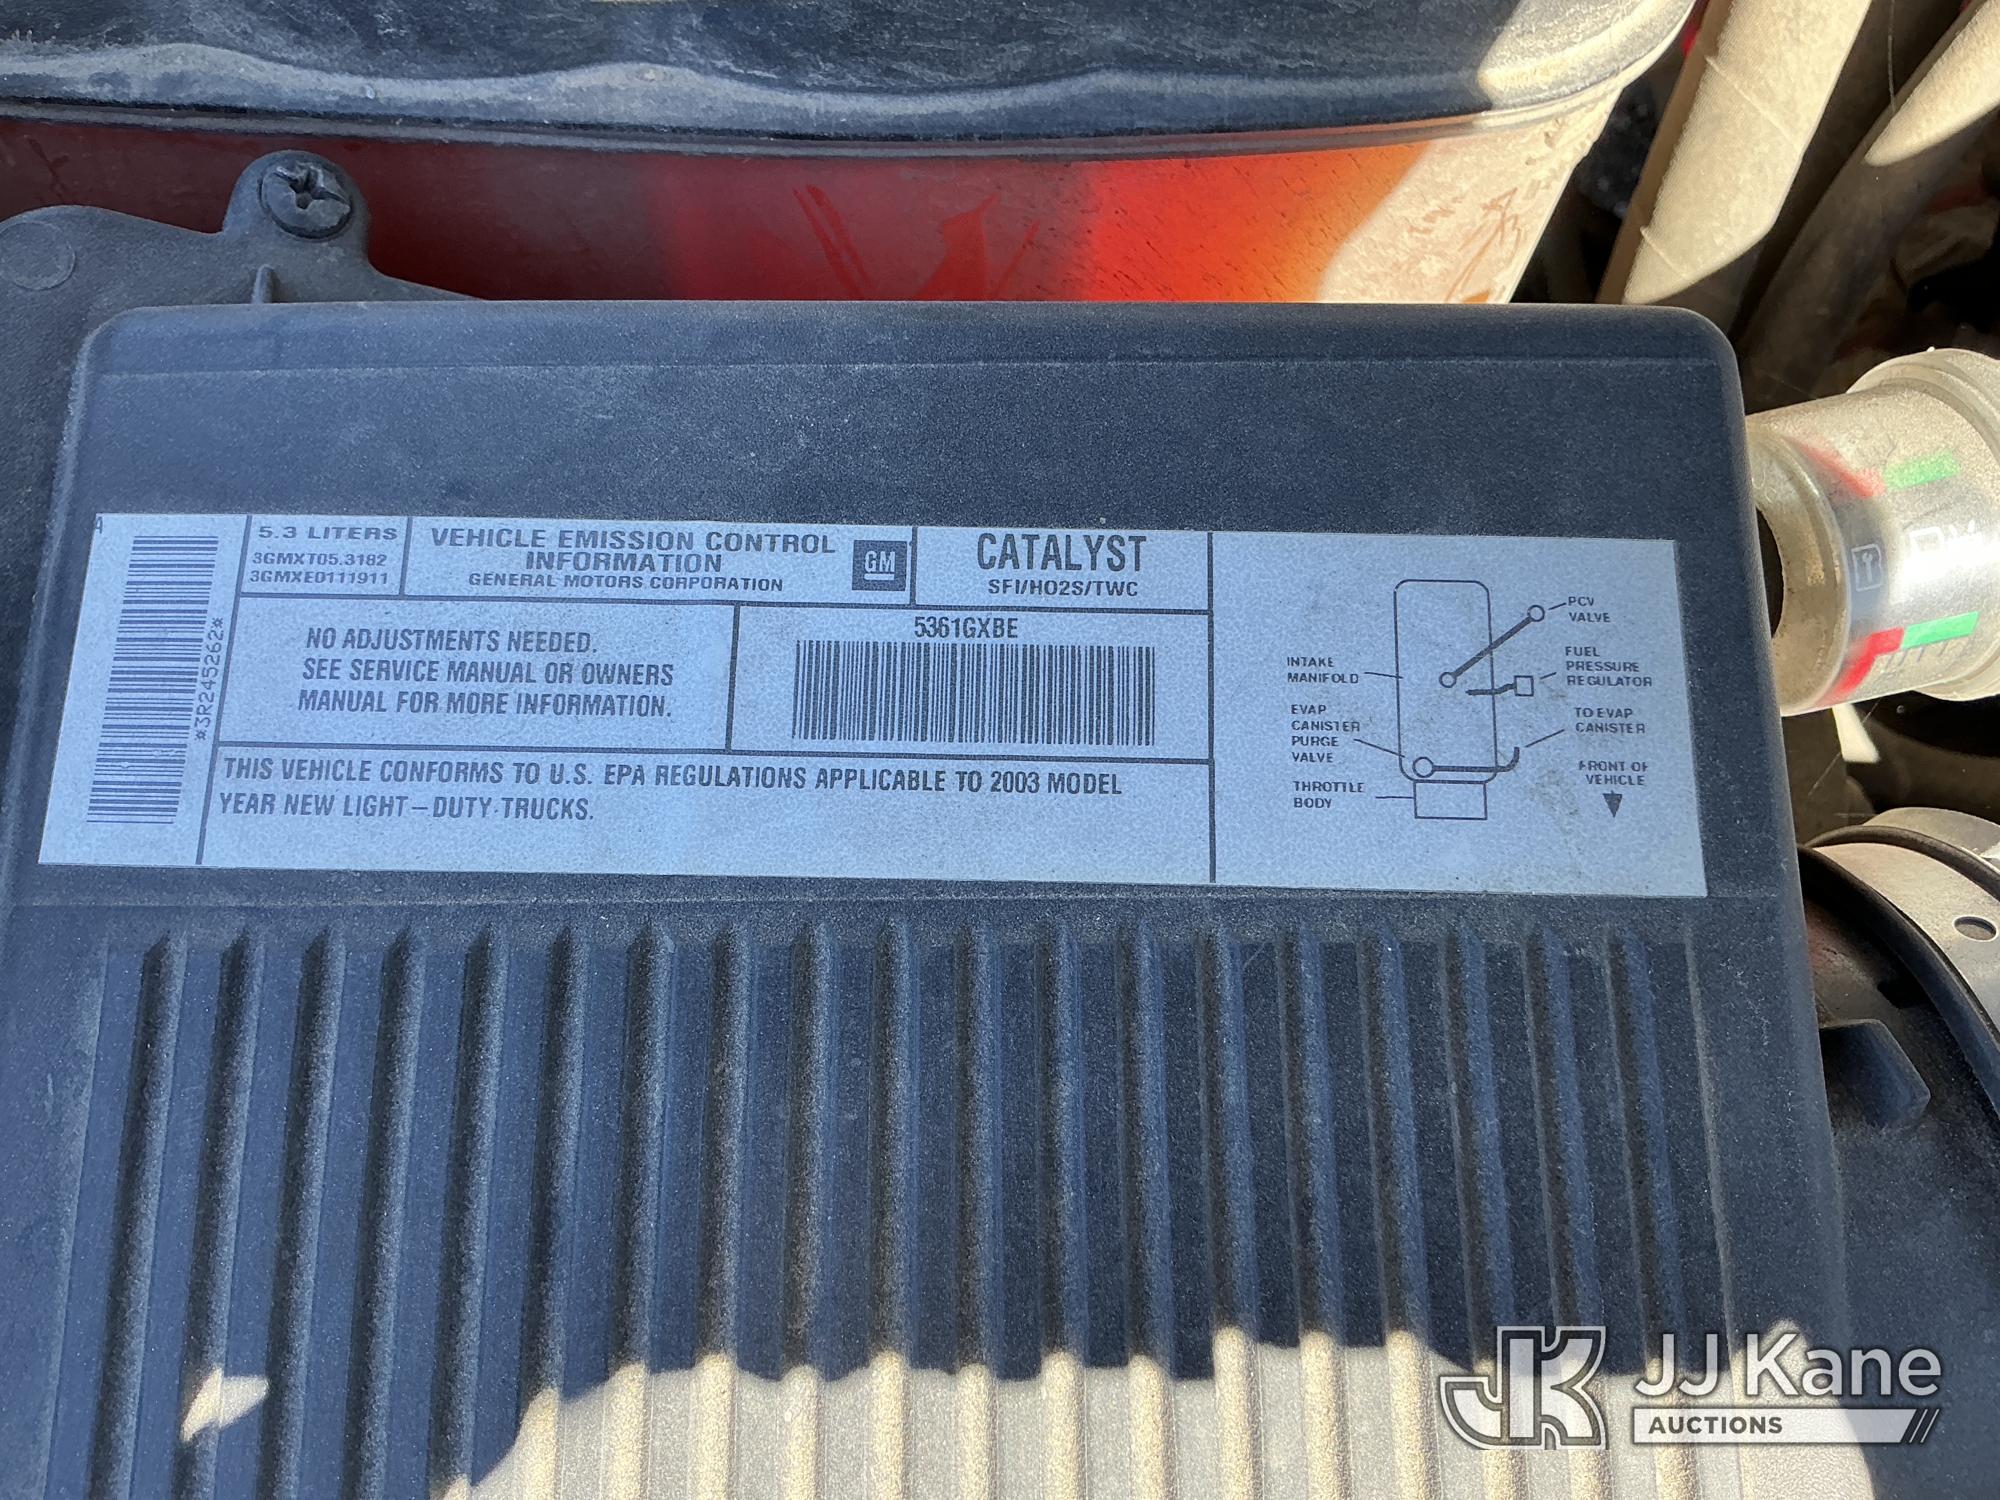 A
*3R245262*
5.3 LITERS
3GMXT05.3182
3GMXE0111911
VEHICLE EMISSION CONTROL
INFORMATION
GENERAL MOTORS CORPORATION
GM
CATALYST
SFI/HO2S/TWC
NO ADJUSTMENTS NEEDED.
SEE SERVICE MANUAL OR OWNERS
MANUAL FOR MORE INFORMATION.
5361GXBE
THIS VEHICLE CONFORMS TO U.S. EPA REGULATIONS APPLICABLE TO 2003 MODEL
YEAR NEW LIGHT-DUTY TRUCKS.
PCV
VALVE
FUEL
PRESSURE
REGULATOR
INTAKE
MANIFOLD
EVAP
CANISTER
PURGE
VALVE
TO EVAP
CANISTER
THROTTLE
BODY
FRONT OF
VEHICLE
JK
JJ Kane
AUCTIONS